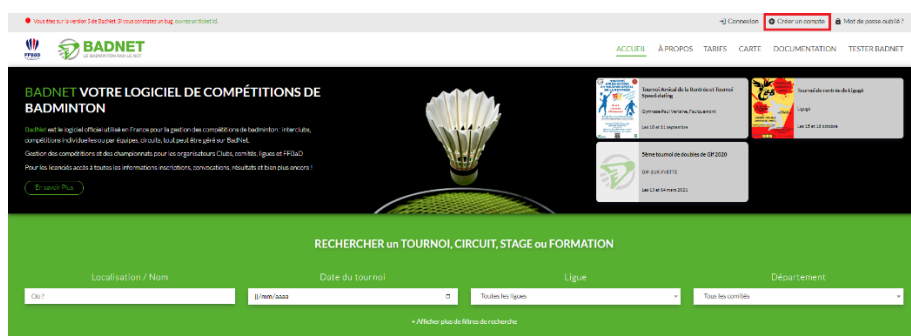 Vous êtes sur la version 5 de BadNet. Si vous constatez un bug, ouvrez un ticket ici.
Connexion
Créer un compte
Mot de passe oublié ?
FFBaD
BADNET
LE BADMINTON PAR LE NET
ACCUEIL
À PROPOS
TARIFS
CARTE
DOCUMENTATION
TESTER BADNET
BADNET VOTRE LOGICIEL DE COMPÉTITIONS DE
BADMINTON
BadNet est le logiciel officiel utilisé en France pour la gestion des compétitions de badminton : interclubs,
compétitions individuelles ou par équipes, circuits, tout peut être géré sur BadNet.
Gestion des compétitions et des championnats pour les organisateurs Clubs, comités, ligues et FFBaD
Pour les licenciés accès à toutes les informations inscriptions, convocations, résultats et bien plus encore !
En savoir Plus
Tournoi Amical de la Rentrée et Tournoi
Speed-dating
Gymnase Paul Verlaine, Faulquemont
Les 10 et 11 septembre
Tournoi de rentrée de Ligugé
Ligugé
Les 15 et 16 octobre
5ème tournoi de doubles de Gif 2020
GIF-SUR-YVETTE
Les 13 et 14 mars 2021
RECHERCHER un TOURNOI, CIRCUIT, STAGE ou FORMATION
Localisation / Nom
Date du tournoi
Ligue
Département
Où ?
jj/mm/aaaa
Toutes les ligues
Tous les comités
+ Afficher plus de filtres de recherche